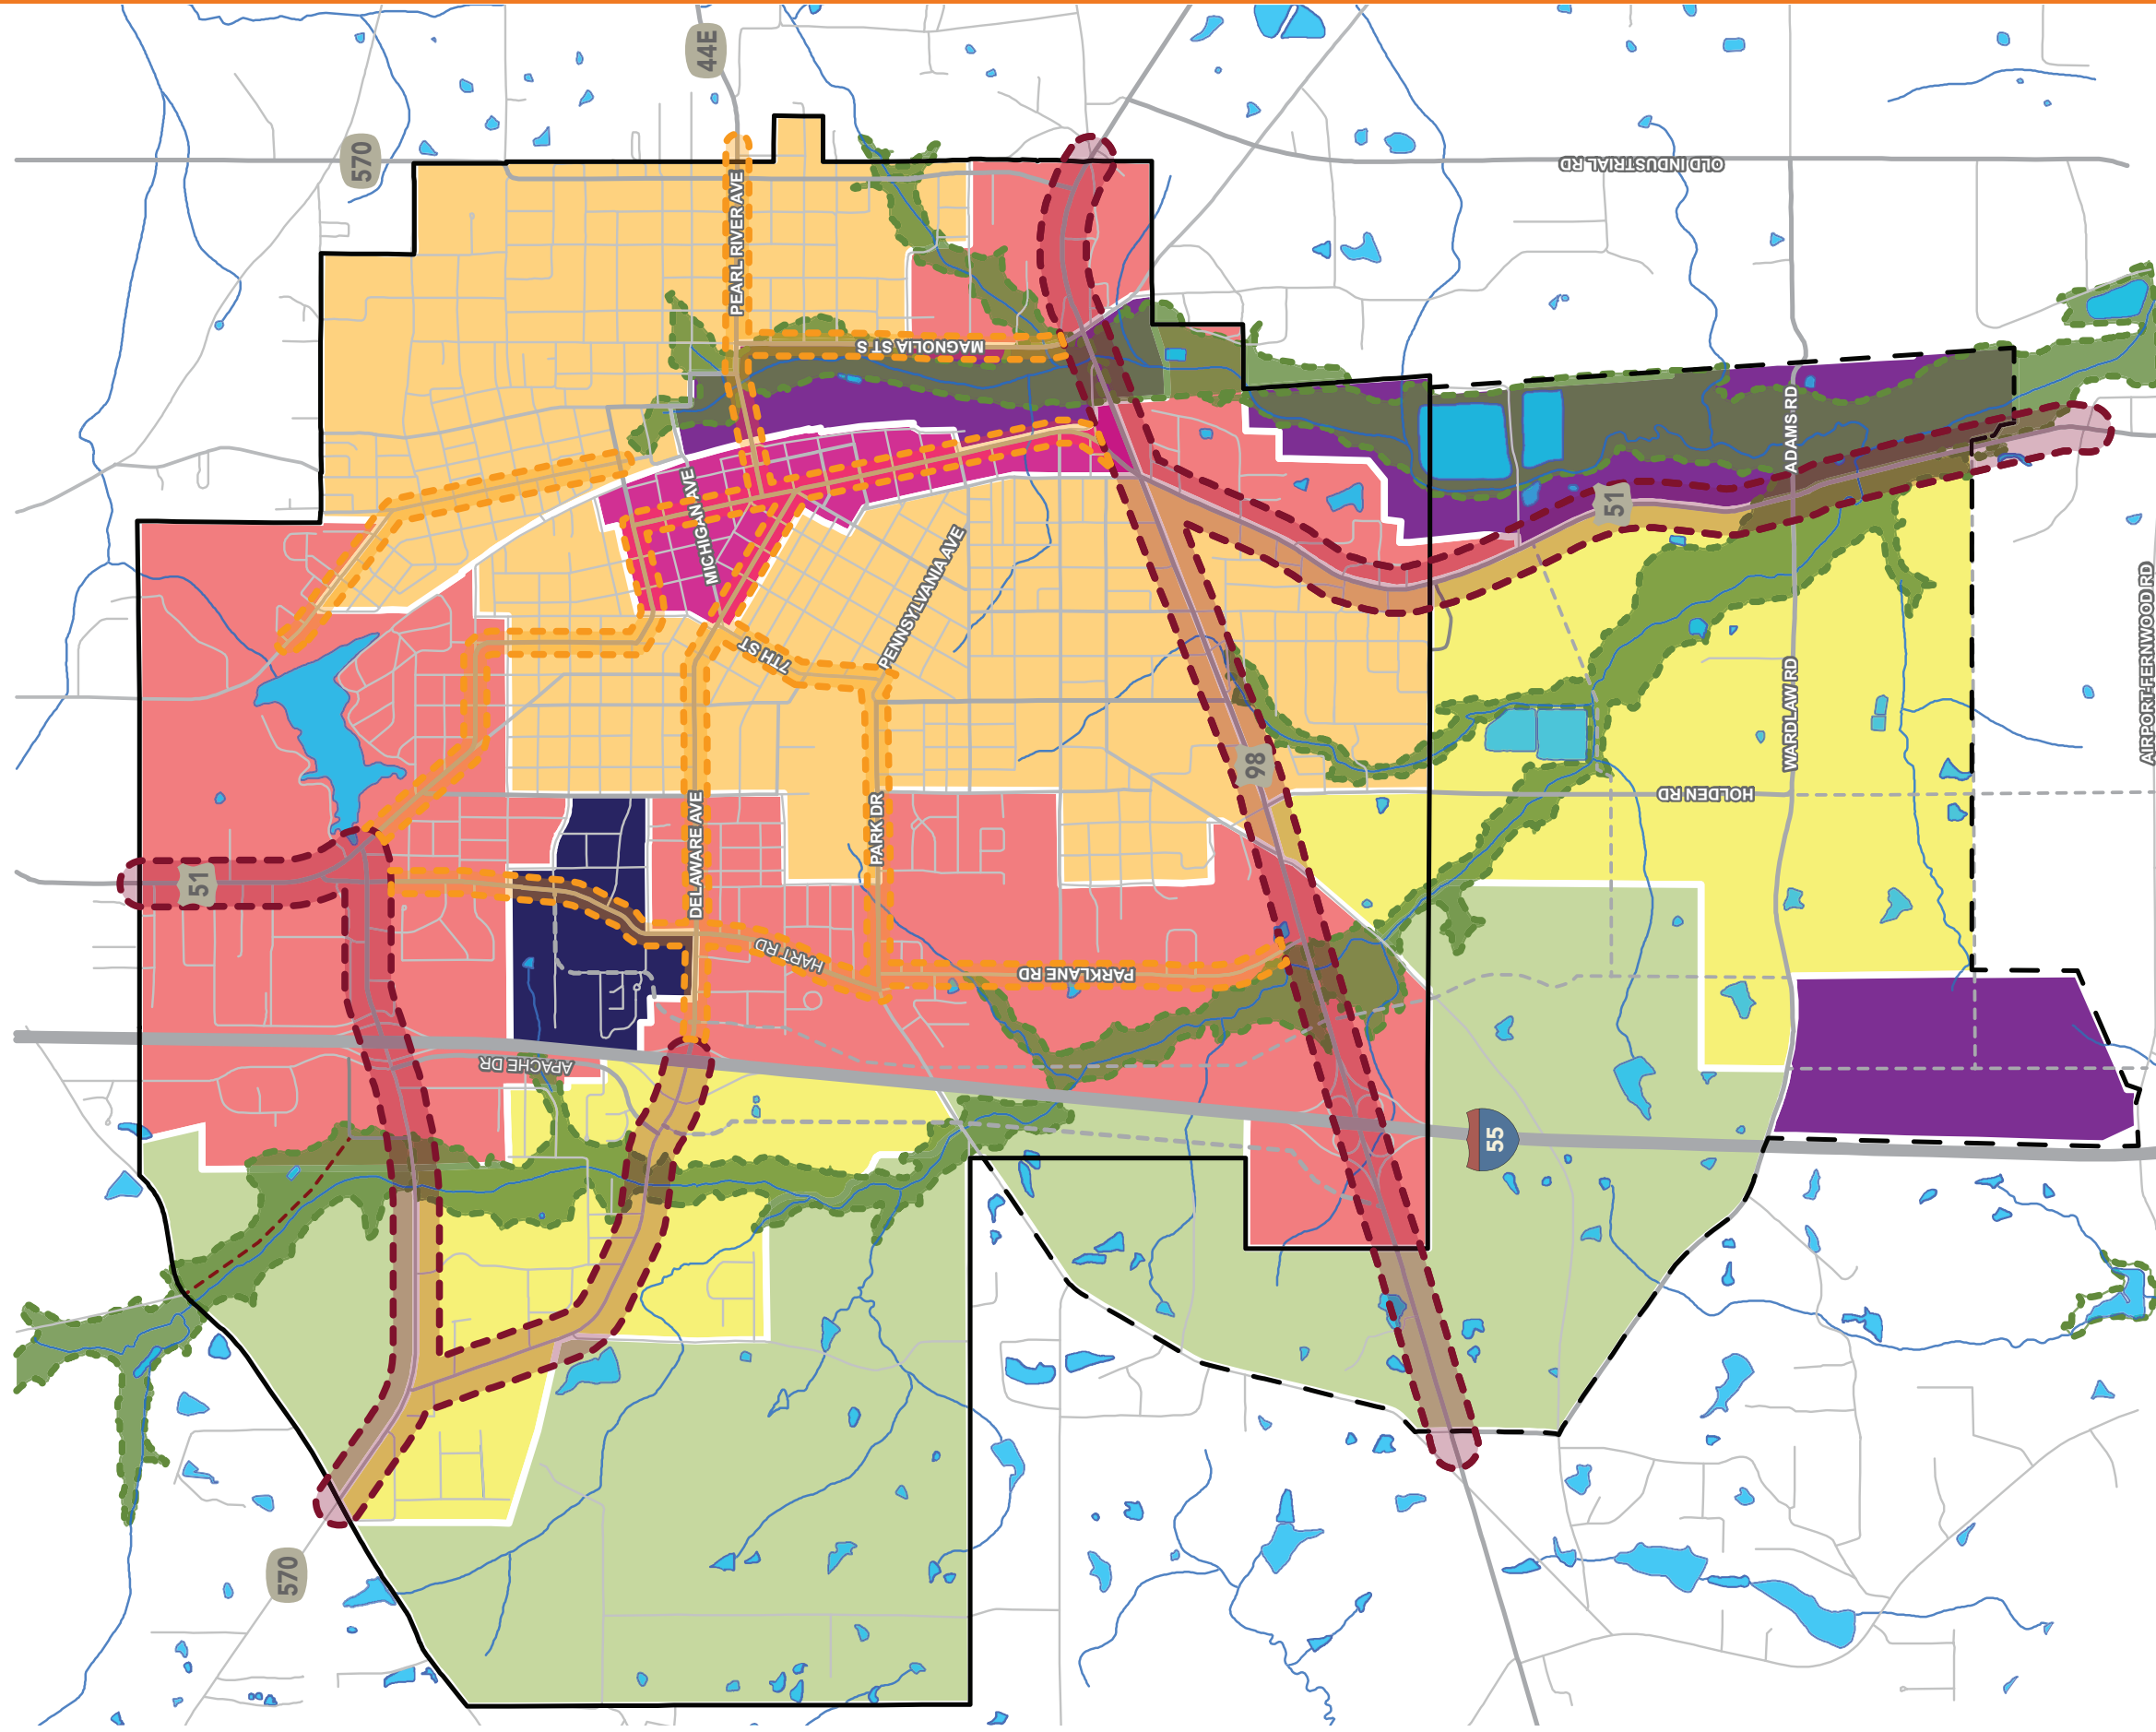 44E
570
OLD INDUSTRIAL RD
PEARL RIVER AVE
MAGNOLIA ST S
ADAMS RD
51
MICHIGAN AVE
PENNSYLVANIA AVE
7TH ST
AIRPORT-FERNWOOD RD
WARDLAW RD
98
HOLDEN RD
DELAWARE AVE
PARK DR
51
HART RD
PARKLANE RD
APACHE DR
55
570